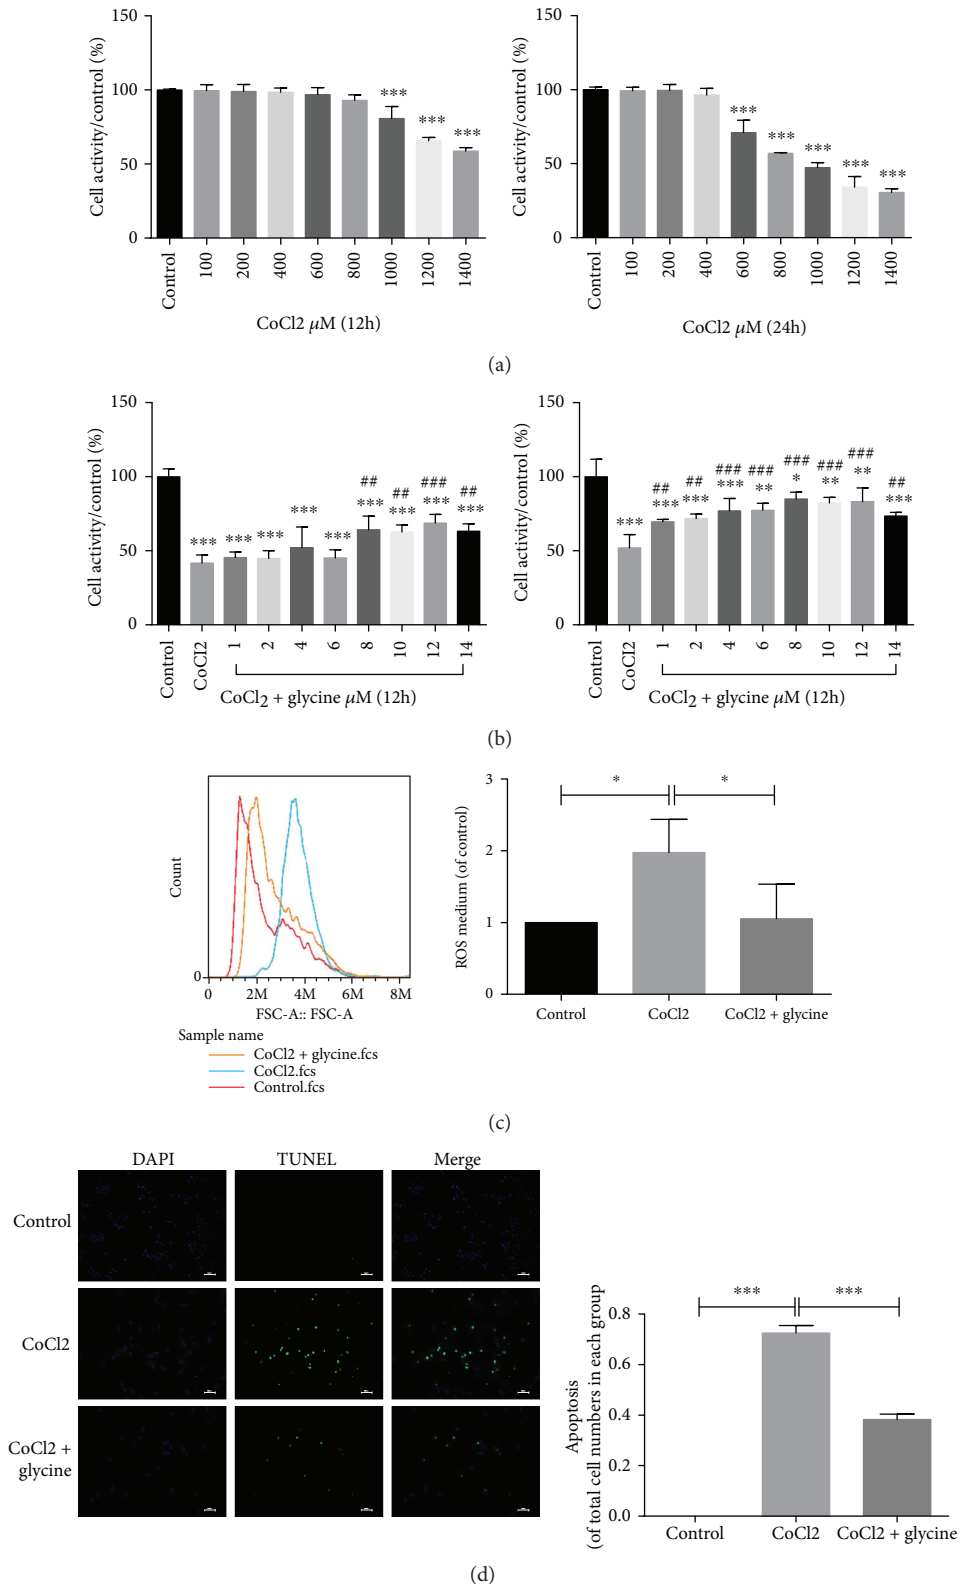 150
100
50
0
Cell activity/control (%)
***
***
***
Control
100
200
400
600
800
1000
1200
1400
CoCl2 μM (12h)
150
100
50
0
Cell activity/control (%)
***
***
***
***
***
Control
100
200
400
600
800
1000
1200
1400
CoCl2 μM (24h)
(a)
150
100
50
0
Cell activity/control (%)
***
***
***
***
***
##
***
##
***
###
***
##
***
Control
CoCl2
1
2
4
6
8
10
12
14
CoCl2 + glycine μM (12h)
150
100
50
0
Cell activity/control (%)
***
##
***
##
***
###
***
###
**
###
*
###
**
###
**
##
***
Control
CoCl2
1
2
4
6
8
10
12
14
CoCl2 + glycine μM (12h)
(b)
Count
0
0 2M 4M 6M 8M
FSC-A:: FSC-A
Sample name
CoCl2 + glycine.fcs
CoCl2.fcs
Control.fcs
3
2
1
0
ROS medium (of control)
* *
Control CoCl2 CoCl2 + glycine
(c)
DAPI TUNEL Merge
Control
CoCl2
CoCl2 +
glycine
Apoptosis
(of total cell numbers in each group
0.8
0.6
0.4
0.2
0.0
*** ***
Control CoCl2 CoCl2 + glycine
(d)